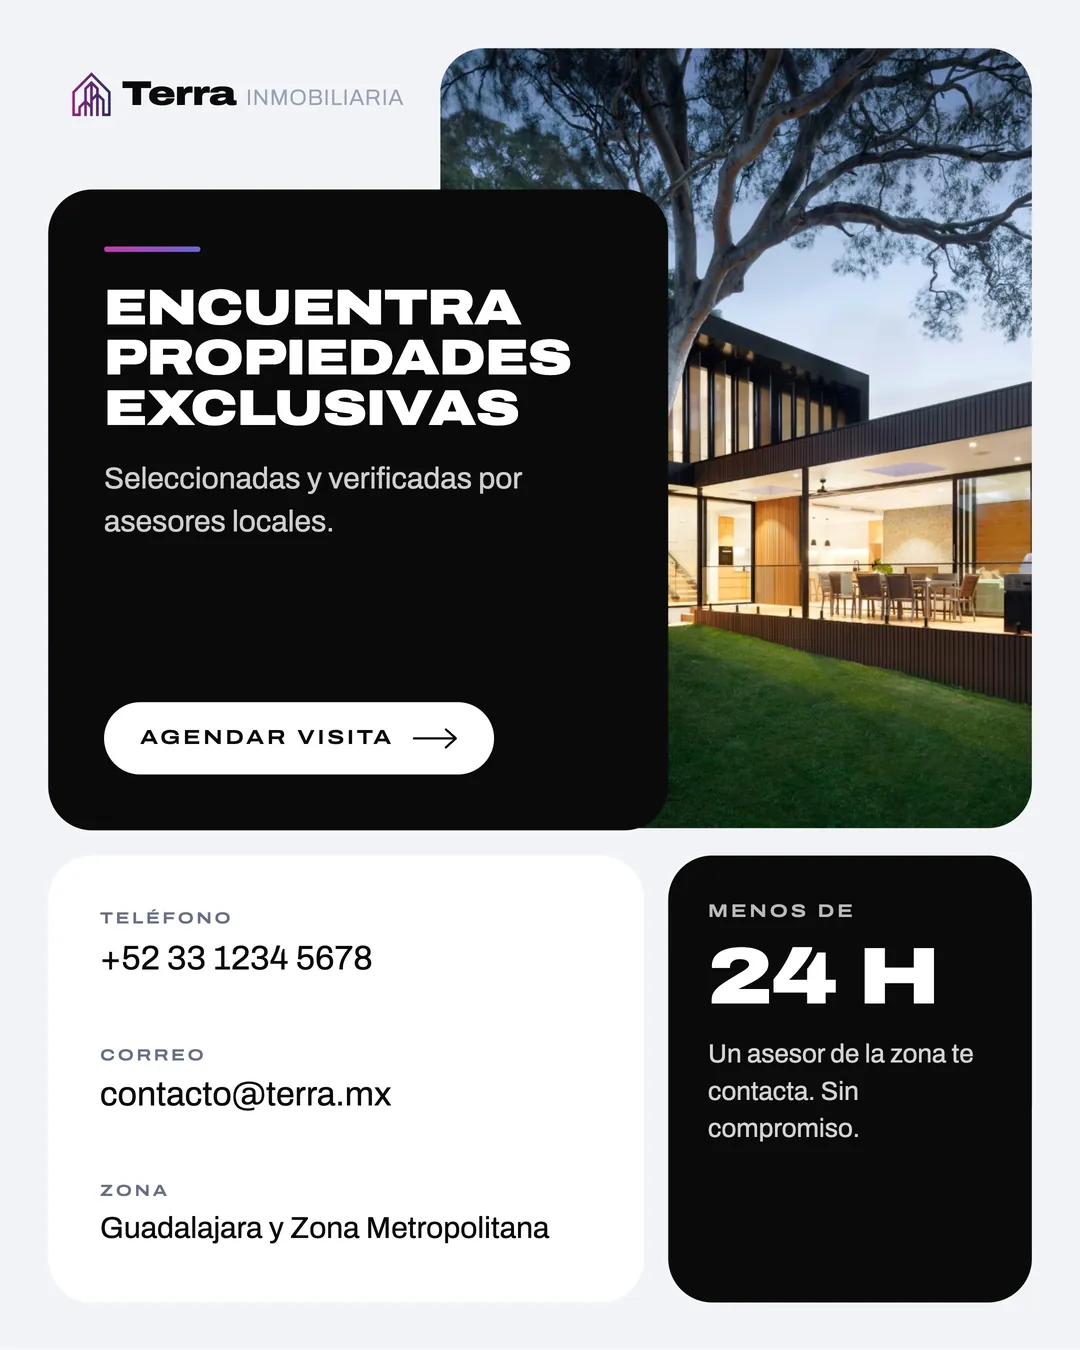 Terra INMOBILIARIA
ENCUENTRA
PROPIEDADES
EXCLUSIVAS
Seleccionadas y verificadas por
asesores locales.
AGENDAR VISITA
TELÉFONO
+52 33 1234 5678
CORREO
contacto@terra.mx
ZONA
Guadalajara y Zona Metropolitana
MENOS DE
24 H
Un asesor de la zona te
contacta. Sin
compromiso.